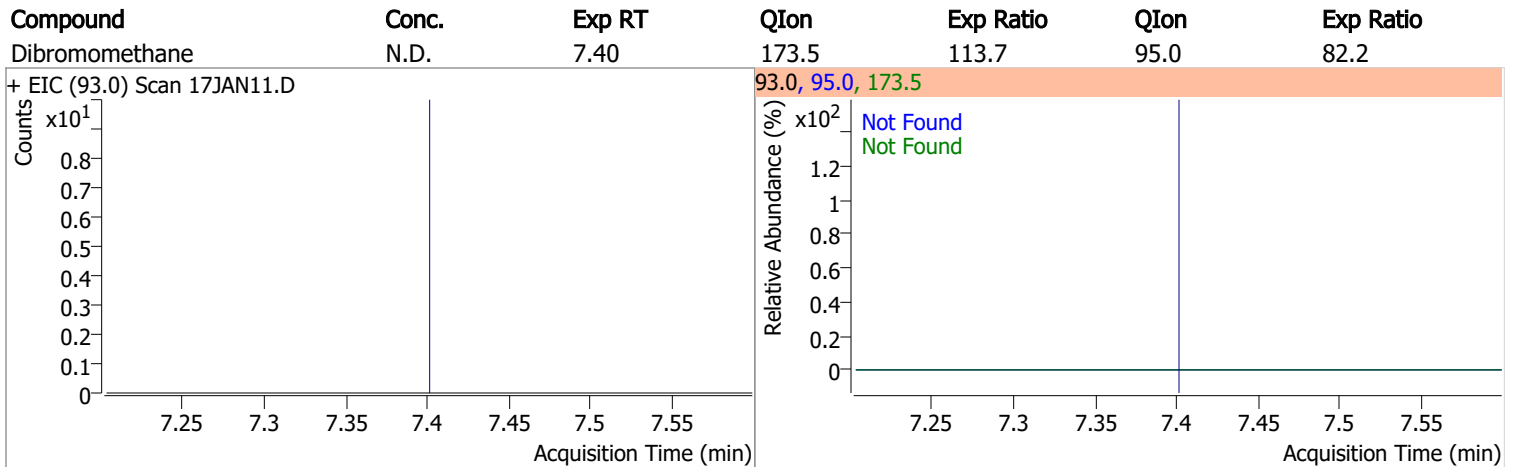 Compound Conc. Exp RT QIon Exp Ratio QIon Exp Ratio
Dibromomethane N.D. 7.40 173.5 113.7 95.0 82.2
+ EIC (93.0) Scan 17JAN11.D
Counts
x10¹
0.8
0.7
0.6
0.5
0.4
0.3
0.2
0.1
0
7.25 7.3 7.35 7.4 7.45 7.5 7.55
Acquisition Time (min)
93.0, 95.0, 173.5
Relative Abundance (%)
x10²
Not Found
Not Found
1.2
1
0.8
0.6
0.4
0.2
0
7.25 7.3 7.35 7.4 7.45 7.5 7.55
Acquisition Time (min)